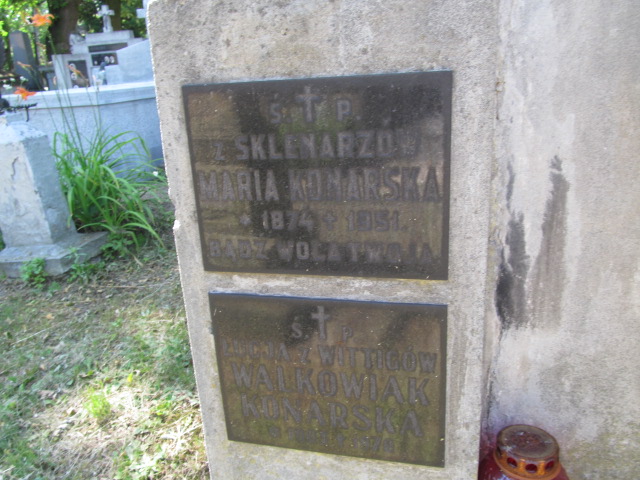 S. † P.
Z SKLENARZÓW
MARIA KONARSKA
* 1874 † 1951
BĄDŹ WOLA TWOJA
S. † P.
Z WITTIGÓW
WALKOWIAK
KONARSKA